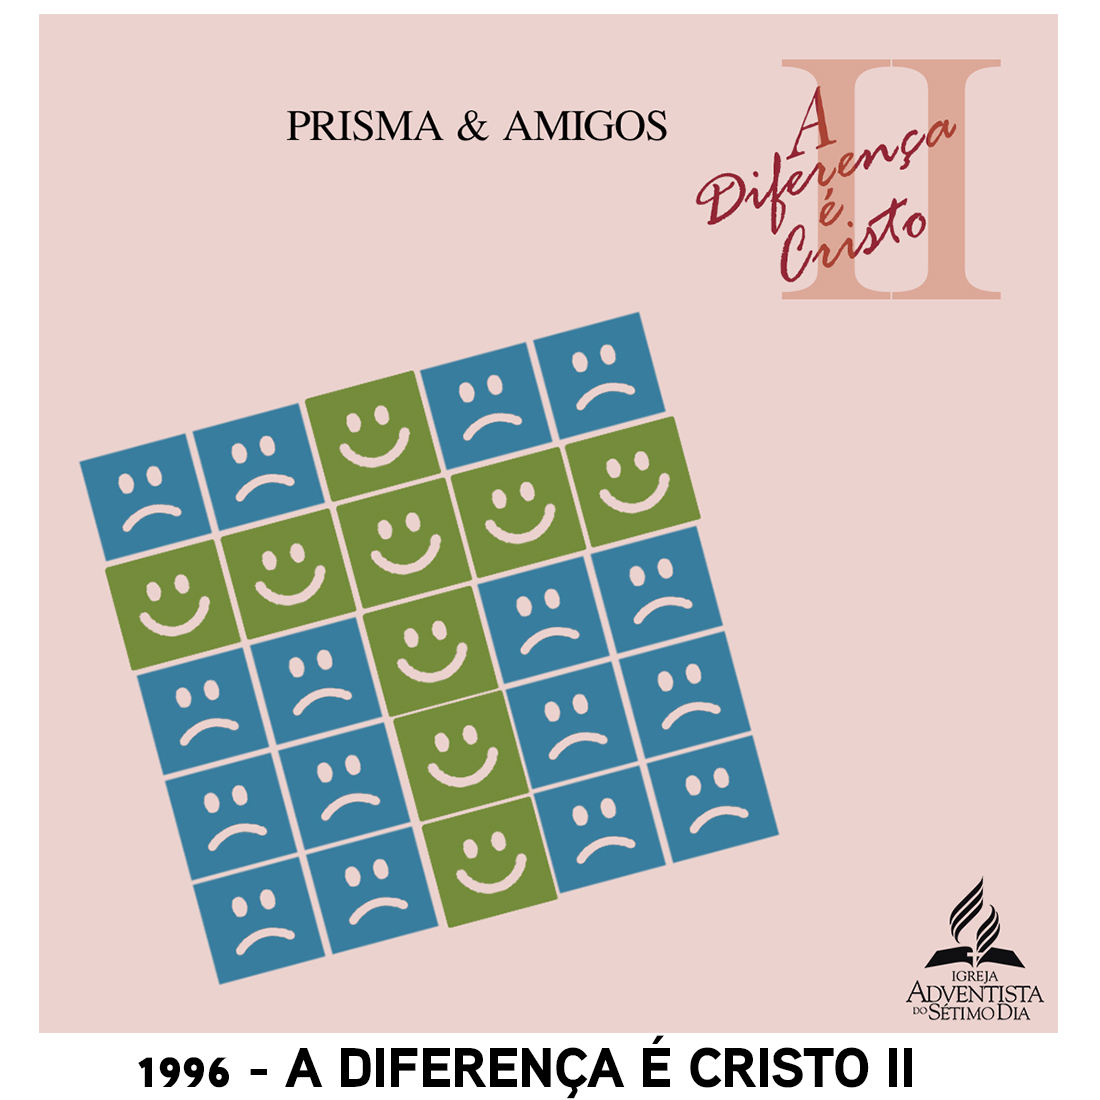 PRISMA & AMIGOS
II
A
Diferença
é
Cristo
IGREJA
ADVENTISTA
DO SÉTIMO DIA
1996 - A DIFERENÇA É CRISTO II